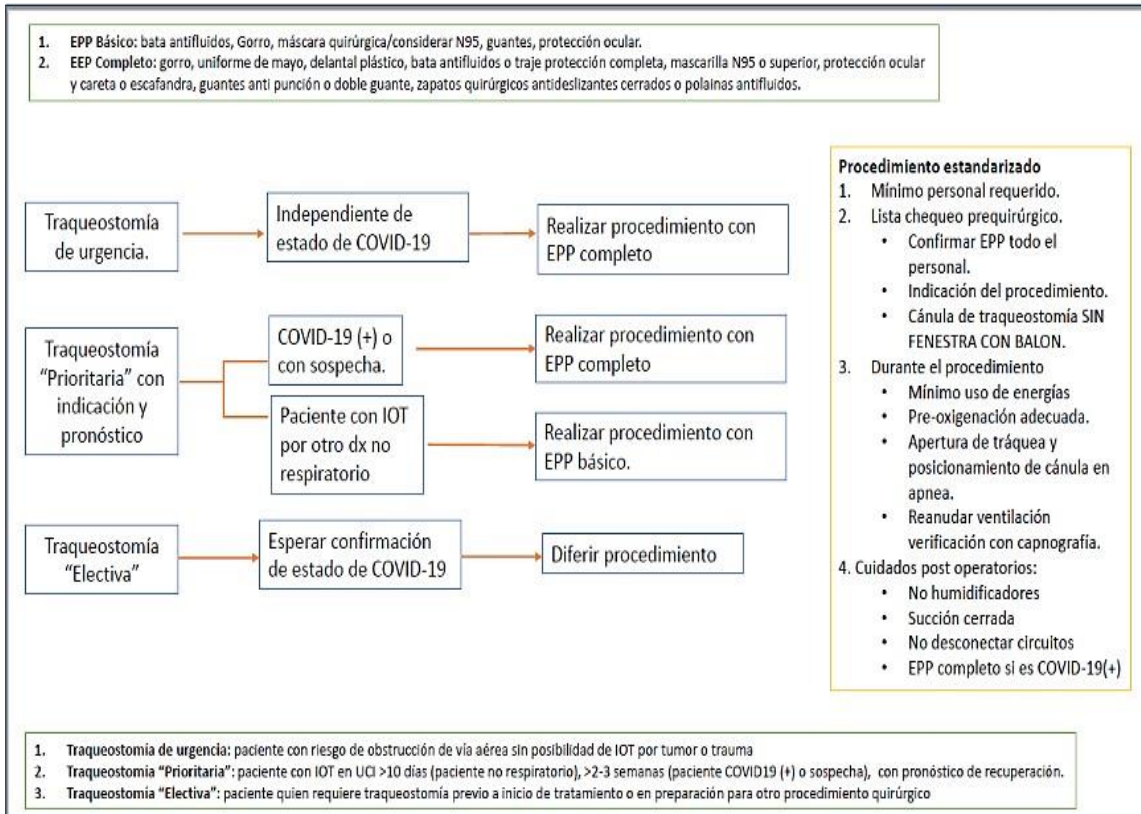 1. EPP Básico: bata antifluidos, Gorro, máscara quirúrgica/considerar N95, guantes, protección ocular.
2. EEP Completo: gorro, uniforme de mayo, delantal plástico, bata antifluidos o traje protección completa, mascarilla N95 o superior, protección ocular
y careta o escafandra, guantes anti punción o doble guante, zapatos quirúrgicos antideslizantes cerrados o polainas antifluidos.
Traqueostomía
de urgencia.
Independiente de
estado de COVID-19
Realizar procedimiento con
EPP completo
Traqueostomía
“Prioritaria” con
indicación y
pronóstico
COVID-19 (+) o
con sospecha.
Realizar procedimiento con
EPP completo
Paciente con IOT
por otro dx no
respiratorio
Realizar procedimiento con
EPP básico.
Traqueostomía
“Electiva”
Esperar confirmación
de estado de COVID-19
Diferir procedimiento
Procedimiento estandarizado
1. Mínimo personal requerido.
2. Lista chequeo prequirúrgico.
• Confirmar EPP todo el
personal.
• Indicación del procedimiento.
• Cánula de traqueostomía SIN
FENESTRA CON BALON.
3. Durante el procedimiento
• Mínimo uso de energías
• Pre-oxigenación adecuada.
• Apertura de tráquea y
posicionamiento de cánula en
apnea.
• Reanudar ventilación
verificación con capnografía.
4. Cuidados post operatorios:
• No humidificadores
• Succión cerrada
• No desconectar circuitos
• EPP completo si es COVID-19(+)
1. Traqueostomía de urgencia: paciente con riesgo de obstrucción de vía aérea sin posibilidad de IOT por tumor o trauma
2. Traqueostomía “Prioritaria”: paciente con IOT en UCI >10 días (paciente no respiratorio), >2-3 semanas (paciente COVID19 (+) o sospecha), con pronóstico de recuperación.
3. Traqueostomía “Electiva”: paciente quien requiere traqueostomía previo a inicio de tratamiento o en preparación para otro procedimiento quirúrgico